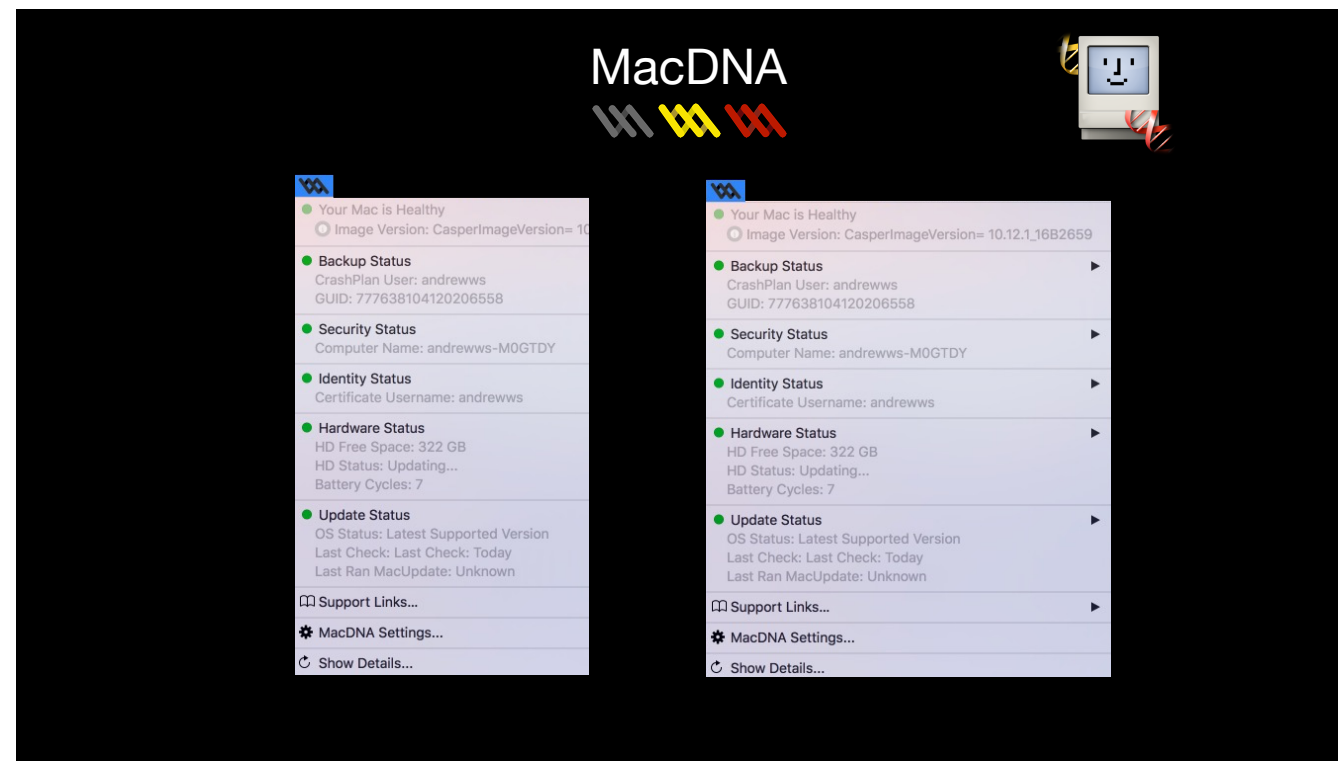 MacDNA
Your Mac is Healthy
Image Version: CasperImageVersion= 10
Backup Status
CrashPlan User: andrewws
GUID: 777638104120206558
Security Status
Computer Name: andrewws-M0GTDY
Identity Status
Certificate Username: andrewws
Hardware Status
HD Free Space: 322 GB
HD Status: Updating...
Battery Cycles: 7
Update Status
OS Status: Latest Supported Version
Last Check: Last Check: Today
Last Ran MacUpdate: Unknown
Support Links...
MacDNA Settings...
Show Details...
Your Mac is Healthy
Image Version: CasperImageVersion= 10.12.1_16B2659
Backup Status
CrashPlan User: andrewws
GUID: 777638104120206558
Security Status
Computer Name: andrewws-M0GTDY
Identity Status
Certificate Username: andrewws
Hardware Status
HD Free Space: 322 GB
HD Status: Updating...
Battery Cycles: 7
Update Status
OS Status: Latest Supported Version
Last Check: Last Check: Today
Last Ran MacUpdate: Unknown
Support Links...
MacDNA Settings...
Show Details...